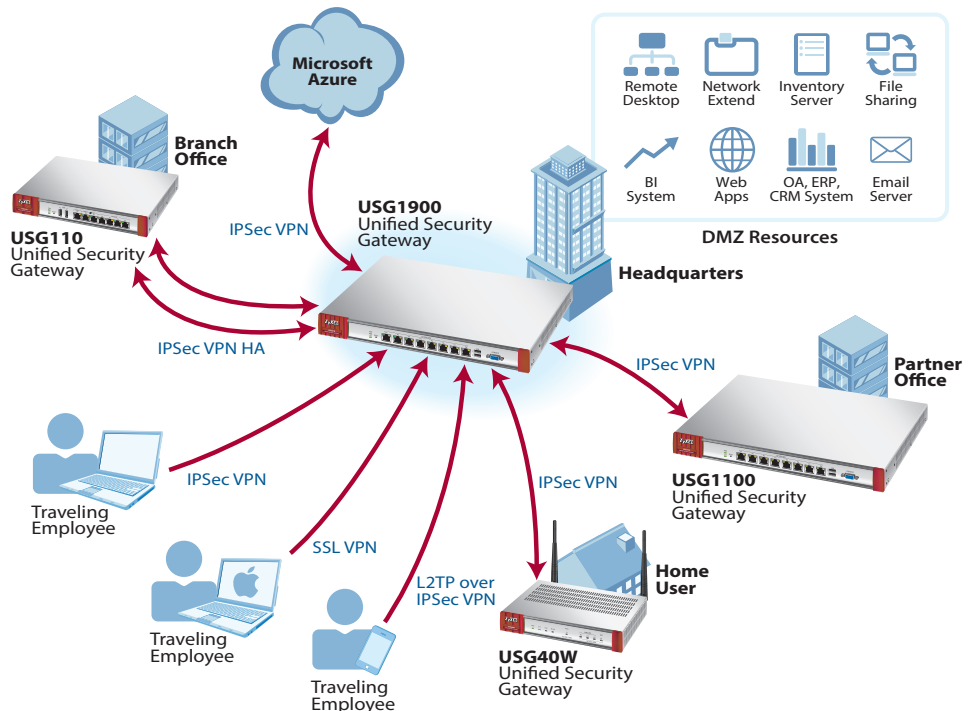 Microsoft
Azure
Remote
Desktop
Network
Extend
Inventory
Server
File
Sharing
BI
System
Web
Apps
OA, ERP,
CRM System
Email
Server
DMZ Resources
Branch
Office
USG110
Unified Security
Gateway
IPSec VPN
USG1900
Unified Security
Gateway
Headquarters
IPSec VPN HA
IPSec VPN
Partner
Office
USG1100
Unified Security
Gateway
IPSec VPN
Traveling
Employee
SSL VPN
Traveling
Employee
L2TP over
IPSec VPN
Traveling
Employee
IPSec VPN
Home
User
USG40W
Unified Security
Gateway